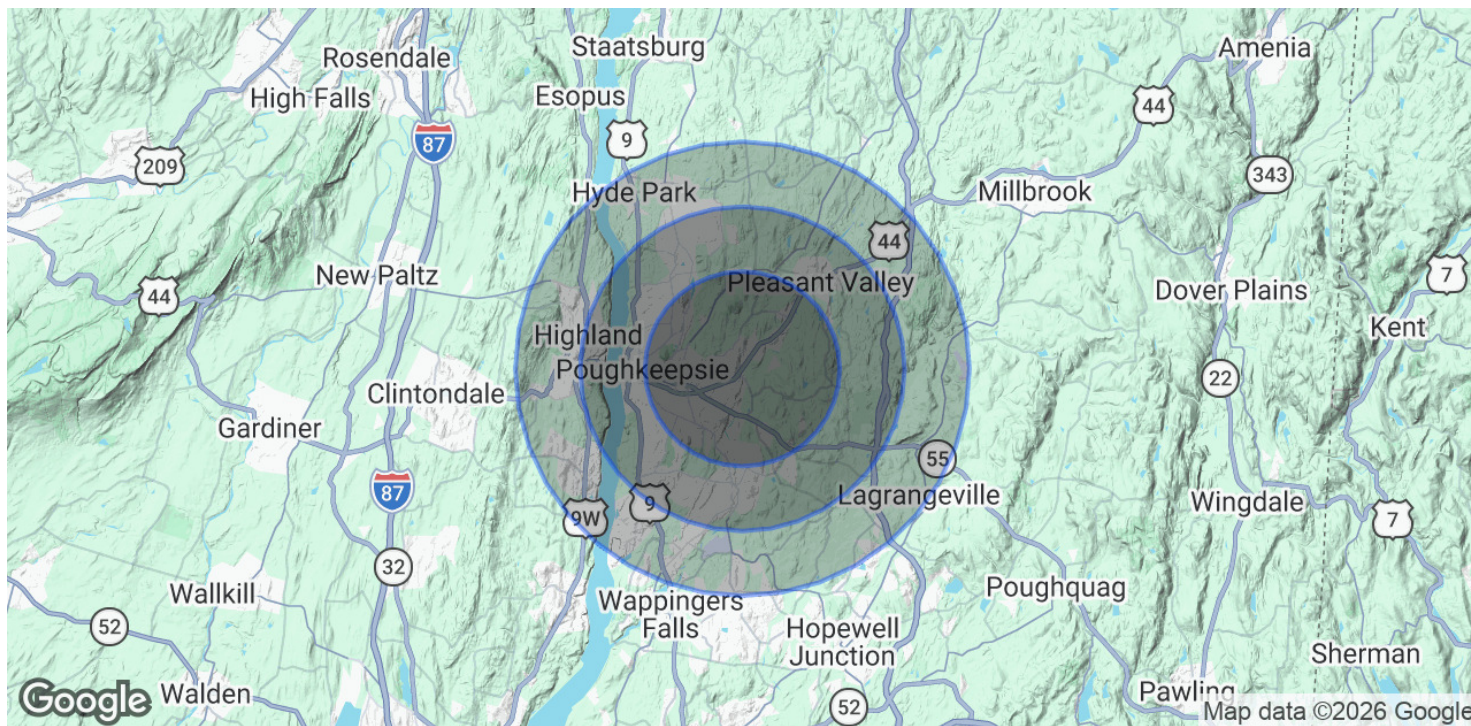 Rosendale
Staatsburg
Amenia
High Falls
Esopus
44
87
9
209
343
Hyde Park
Millbrook
44
New Paltz
Pleasant Valley
7
44
Dover Plains
Highland
Kent
Poughkeepsie
22
Clintondale
Gardiner
55
87
9
Lagrangeville
Wingdale
9W
7
32
Wallkill
Wappingers
Falls
Poughquag
52
Hopewell
Junction
Sherman
Google
Walden
52
Pawling
Map data ©2026 Google